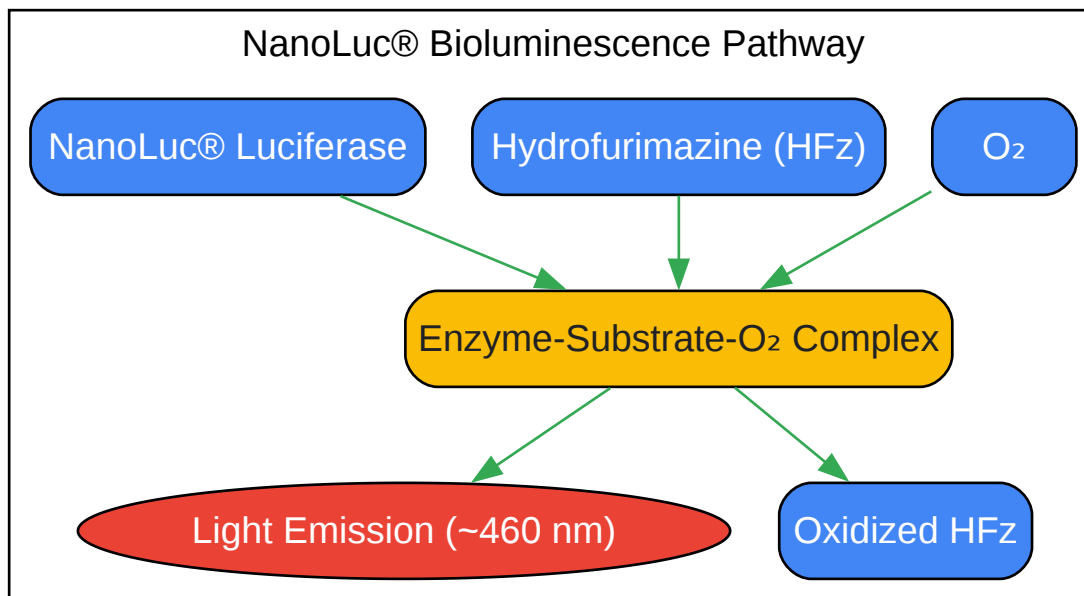 NanoLuc® Bioluminescence Pathway
NanoLuc® Luciferase
Hydrofurimazine (HFz)
O₂
Enzyme-Substrate-O₂ Complex
Light Emission (~460 nm)
Oxidized HFz